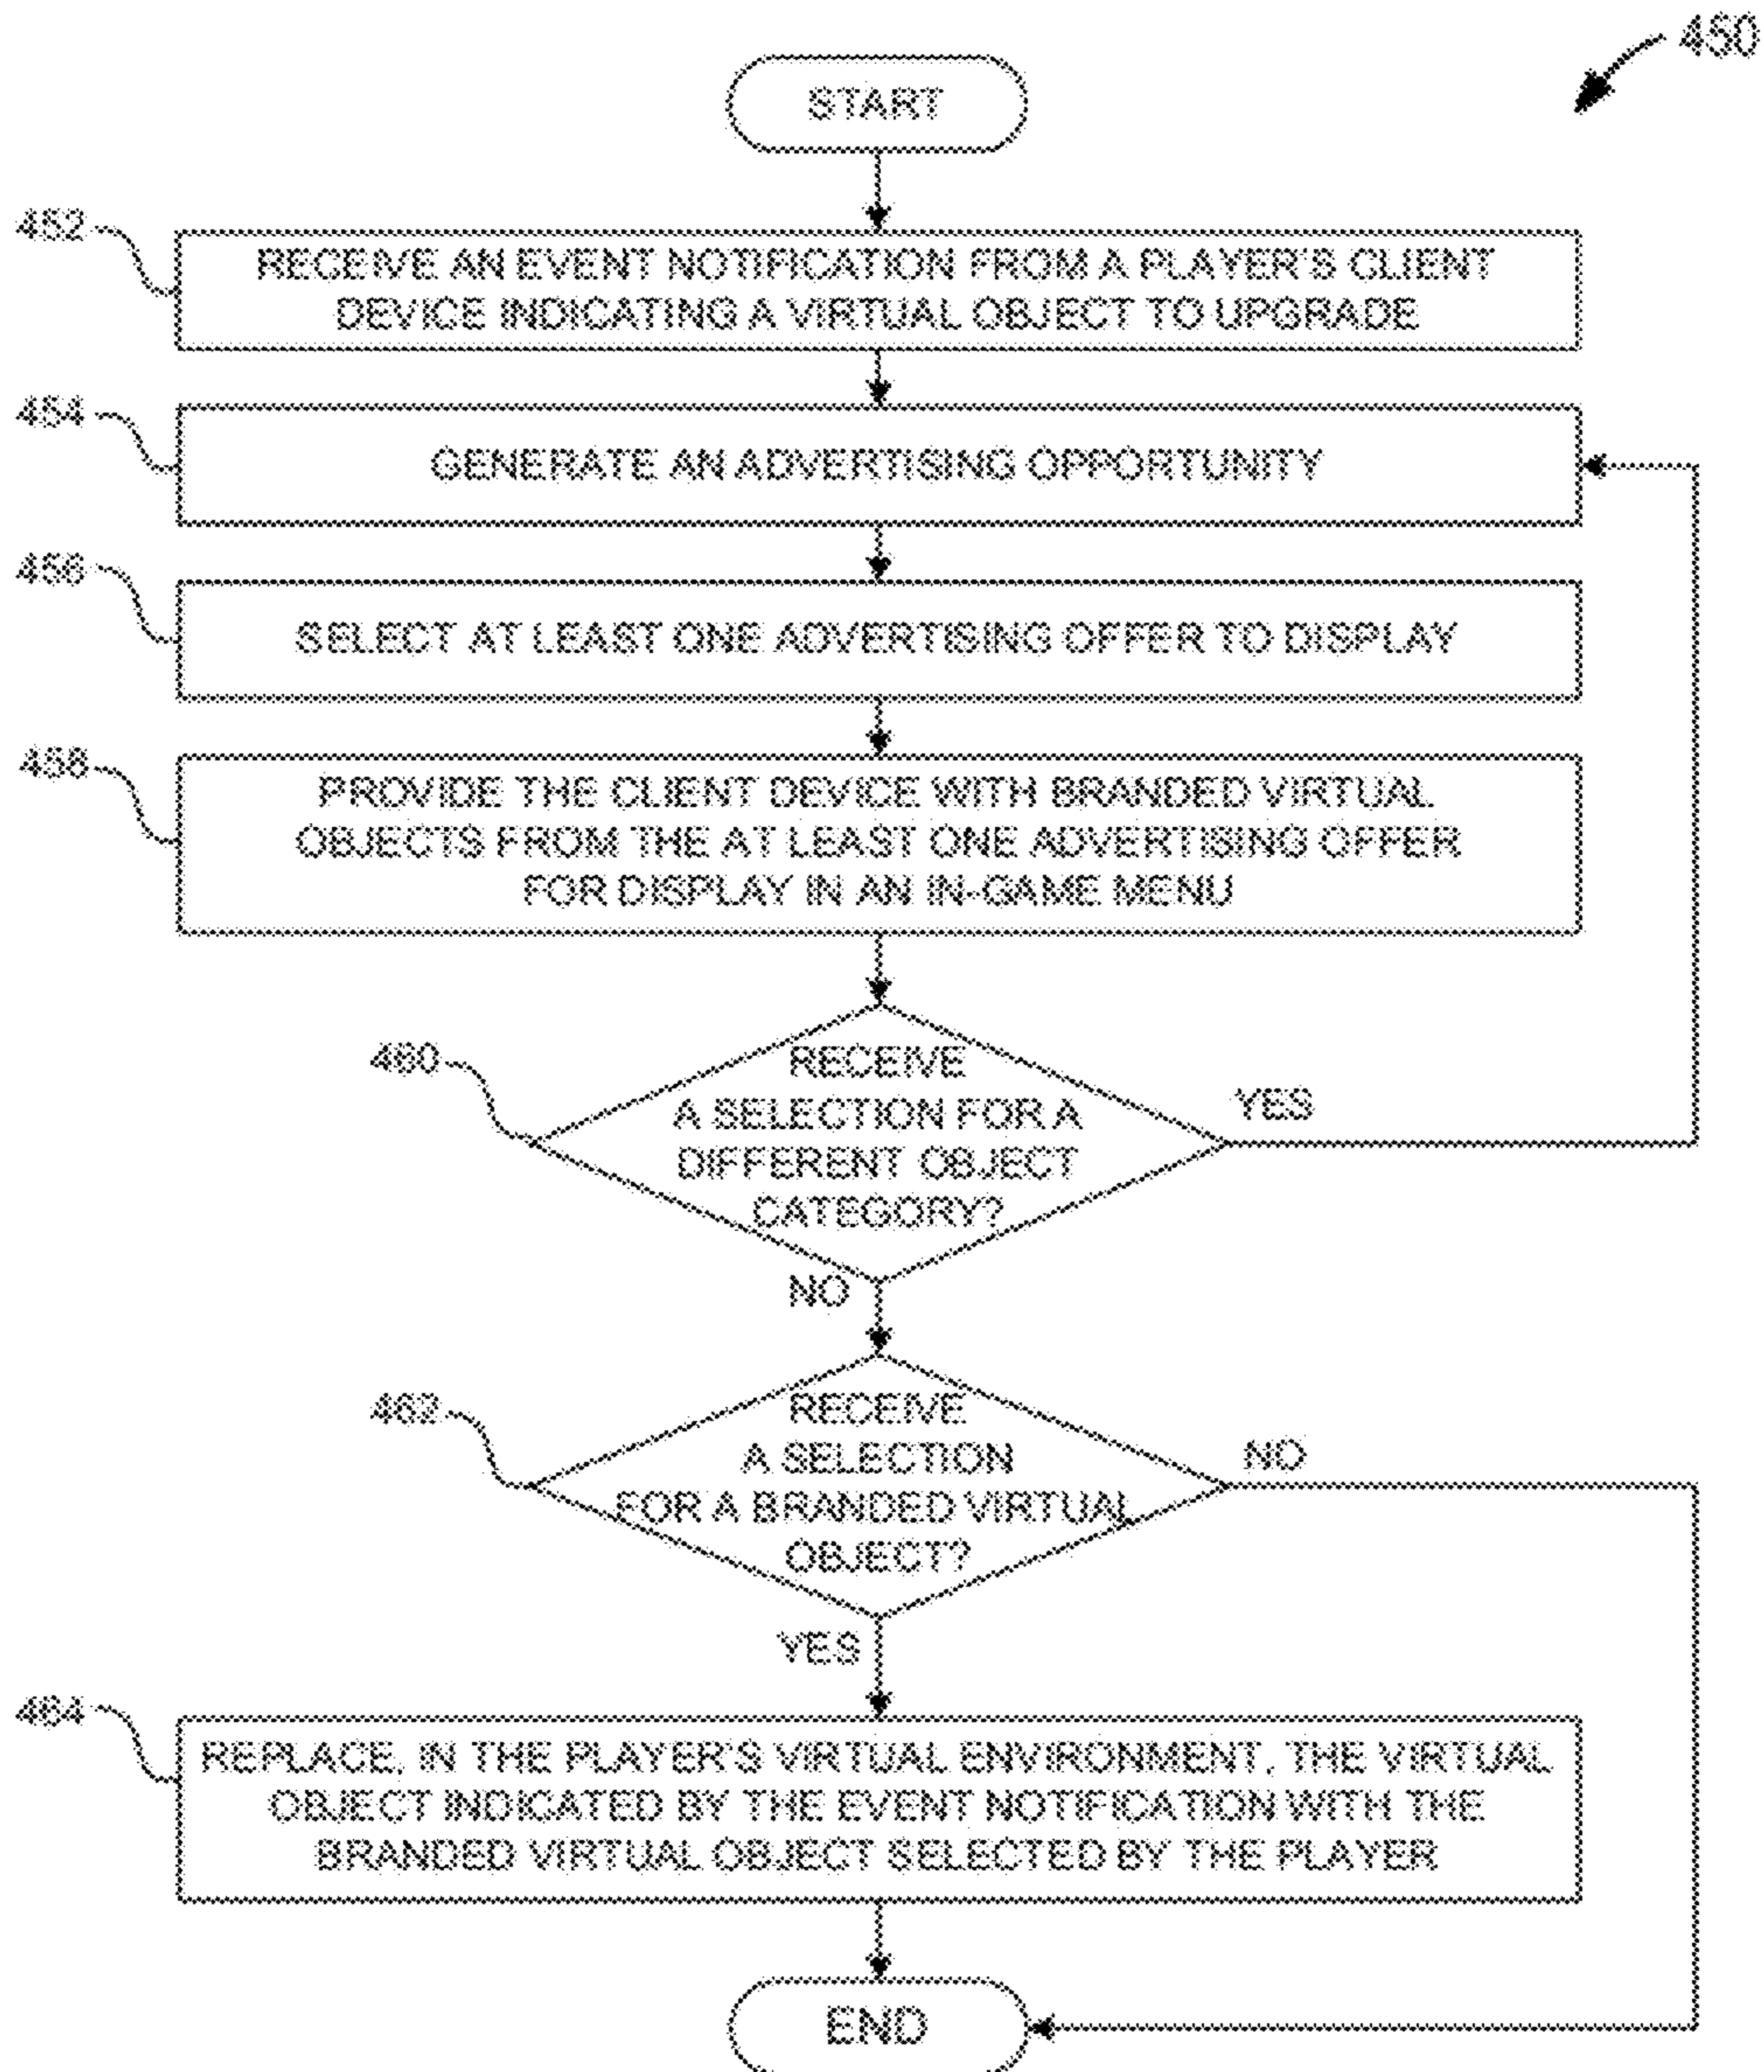 450
START
452
RECEIVE AN EVENT NOTIFICATION FROM A PLAYER'S CLIENT
DEVICE INDICATING A VIRTUAL OBJECT TO UPGRADE
454
GENERATE AN ADVERTISING OPPORTUNITY
456
SELECT AT LEAST ONE ADVERTISING OFFER TO DISPLAY
458
PROVIDE THE CLIENT DEVICE WITH BRANDED VIRTUAL
OBJECTS FROM THE AT LEAST ONE ADVERTISING OFFER
FOR DISPLAY IN AN IN-GAME MENU
460
RECEIVE
A SELECTION FOR A
DIFFERENT OBJECT
CATEGORY?
YES
NO
462
RECEIVE
A SELECTION
FOR A BRANDED VIRTUAL
OBJECT?
NO
YES
464
REPLACE, IN THE PLAYER'S VIRTUAL ENVIRONMENT, THE VIRTUAL
OBJECT INDICATED BY THE EVENT NOTIFICATION WITH THE
BRANDED VIRTUAL OBJECT SELECTED BY THE PLAYER
END